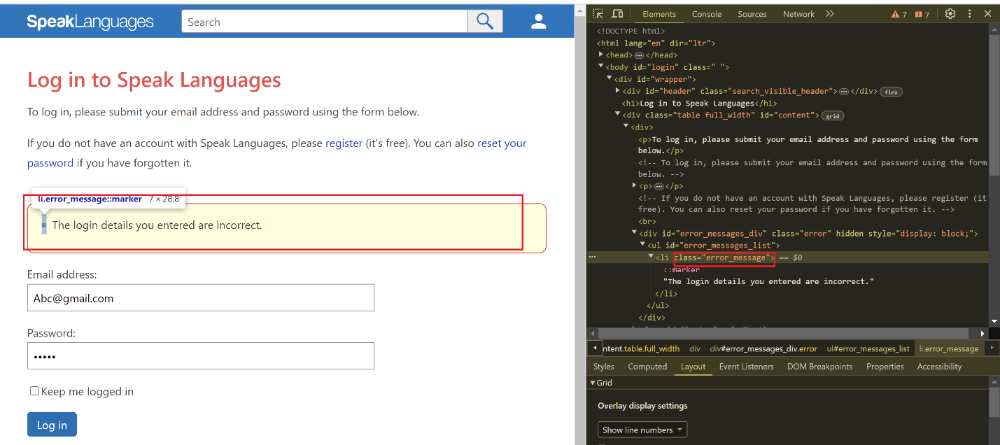 SpeakLanguages
Search
Log in to Speak Languages
To log in, please submit your email address and password using the form below.
If you do not have an account with Speak Languages, please register (it's free). You can also reset your
password if you have forgotten it.
li.error_message::marker 7 × 28.8
The login details you entered are incorrect.
Email address:
Abc@gmail.com
Password:
•••••
Keep me logged in
Log in
Elements Console Sources Network 7 7
<!DOCTYPE html>
<html lang="en" dir="ltr">
<head> ⋯ </head>
<body id="login" class=" ">
<div id="wrapper">
<div id="header" class="search_visible_header"> ⋯ </div> flex
<h1>Log in to Speak Languages</h1>
<div class="table full_width" id="content"> grid
<div>
<p>To log in, please submit your email address and password using the form
below.</p>
<!-- To log in, please submit your email address and password using the form
below. -->
<p> ⋯ </p>
<!-- If you do not have an account with Speak Languages, please register (it
free). You can also reset your password if you have forgotten it. -->
<br>
<div id="error_messages_div" class="error" hidden style="display: block;">
<ul id="error_messages_list">
<li class="error_message"> == $0
::marker
"The login details you entered are incorrect."
</li>
</ul>
</div>
ntent.table.full_width div div#error_messages_div.error ul#error_messages_list li.error_message
Styles Computed Layout Event Listeners DOM Breakpoints Properties Accessibility
Grid
Overlay display settings
Show line numbers